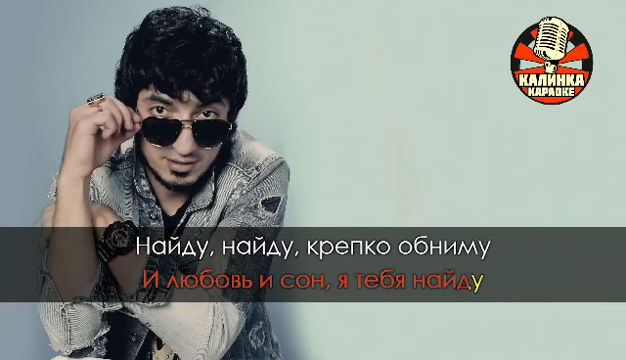 КАЛИНКА
КАРАОКЕ
Найду, найду, крепко обниму
И любовь и сон, я тебя найду